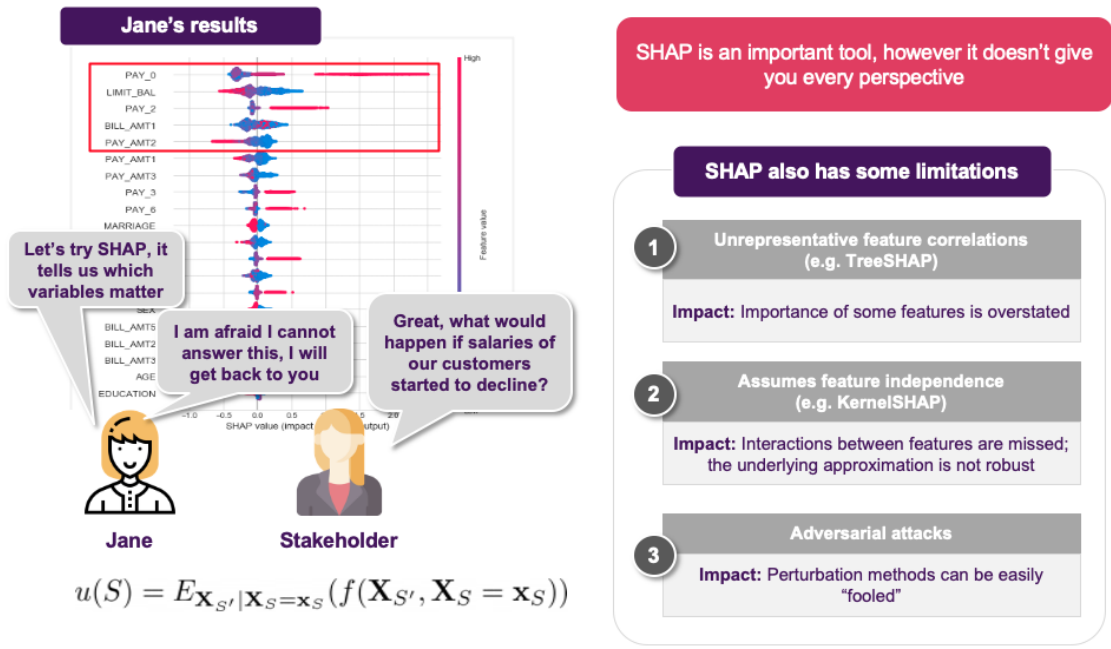 Jane's results
High
PAY_0
LIMIT_BAL
PAY_2
BILL_AMT1
PAY_AMT2
PAY_AMT1
PAY_AMT3
PAY_3
PAY_6
MARRIAGE
SEX
BILL_AMT5
BILL_AMT2
BILL_AMT3
AGE
EDUCATION
Feature value
−1.0 −0.5 0.0 0.5 1.5 2.0
SHAP value (impact output)
Let's try SHAP, it
tells us which
variables matter
I am afraid I cannot
answer this, I will
get back to you
Great, what would
happen if salaries of
our customers
started to decline?
Jane
Stakeholder
u(S) = E_{X_{S'}|X_S=x_S}(f(X_{S'}, X_S = x_S))
SHAP is an important tool, however it doesn't give
you every perspective
SHAP also has some limitations
1
Unrepresentative feature correlations
(e.g. TreeSHAP)
Impact: Importance of some features is overstated
2
Assumes feature independence
(e.g. KernelSHAP)
Impact: Interactions between features are missed;
the underlying approximation is not robust
3
Adversarial attacks
Impact: Perturbation methods can be easily
"fooled"